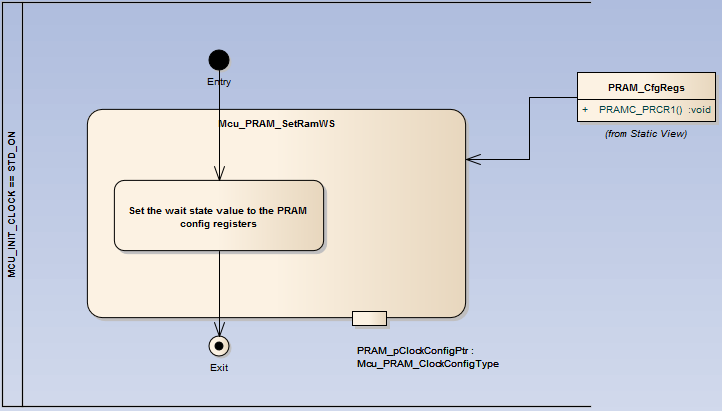 MCU_INIT_CLOCK == STD_ON
Entry
Mcu_PRAM_SetRamWS
Set the wait state value to the PRAM
config registers
Exit
PRAM_pClockConfigPtr :
Mcu_PRAM_ClockConfigType
PRAM_CfgRegs
+ PRAMC_PRCR1() :void
(from Static View)